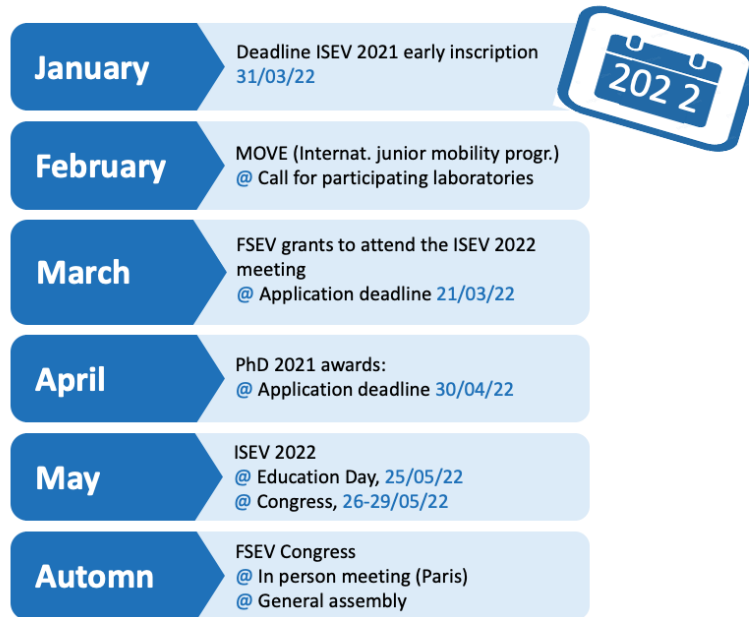 202 2
January
Deadline ISEV 2021 early inscription
31/03/22
February
MOVE (Internat. junior mobility progr.)
@ Call for participating laboratories
March
FSEV grants to attend the ISEV 2022
meeting
@ Application deadline 21/03/22
April
PhD 2021 awards:
@ Application deadline 30/04/22
May
ISEV 2022
@ Education Day, 25/05/22
@ Congress, 26-29/05/22
Automn
FSEV Congress
@ In person meeting (Paris)
@ General assembly